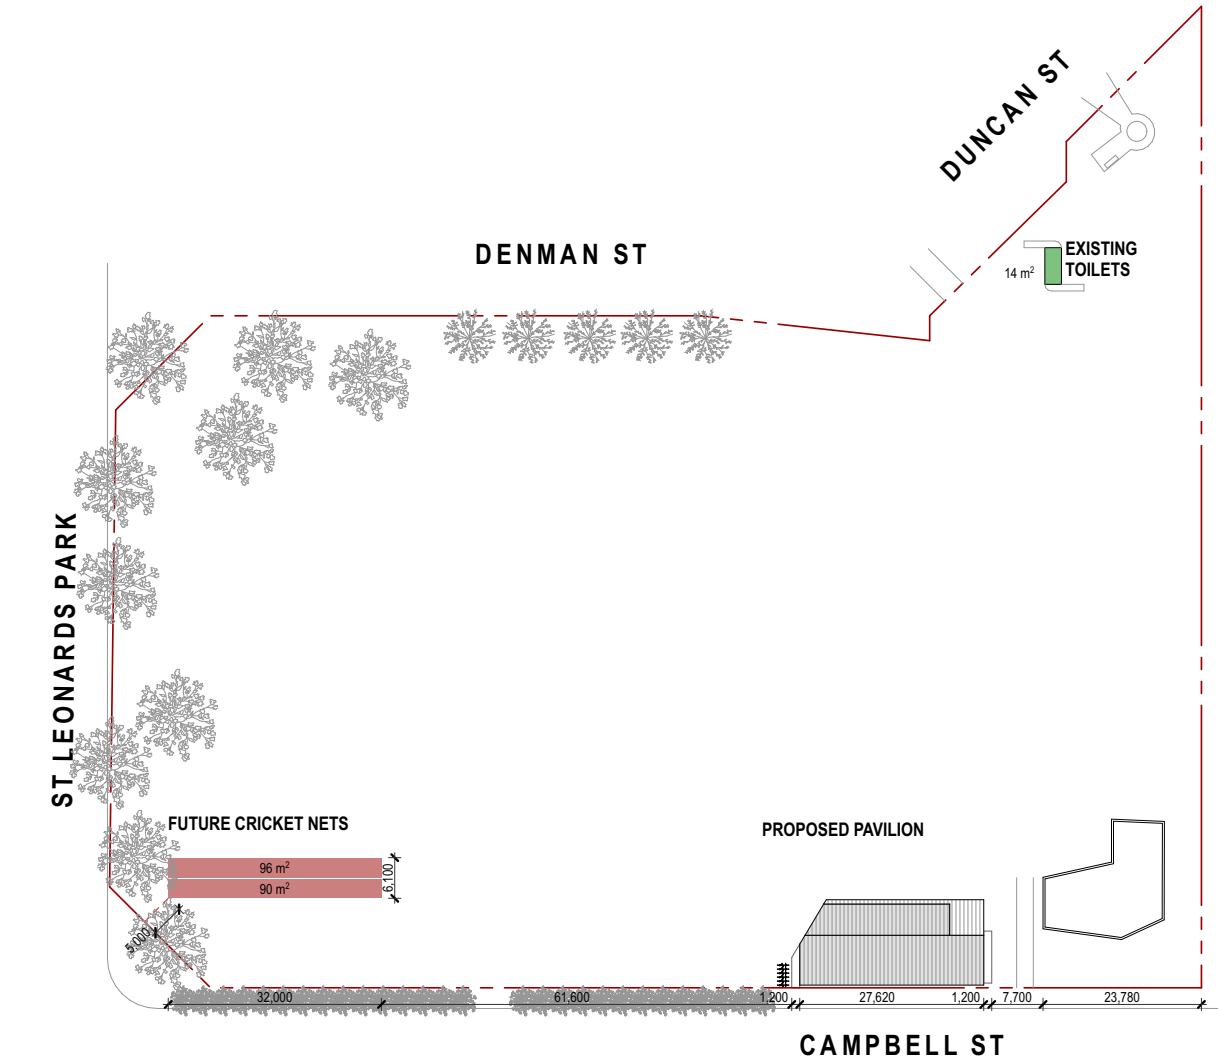 DUNCAN ST
DENMAN ST
EXISTING
TOILETS
14 m²
ST LEONARDS PARK
FUTURE CRICKET NETS
96 m²
90 m²
6,100
5,000
PROPOSED PAVILION
32,000
61,600
1,200
27,620
1,200
7,700
23,780
CAMPBELL ST